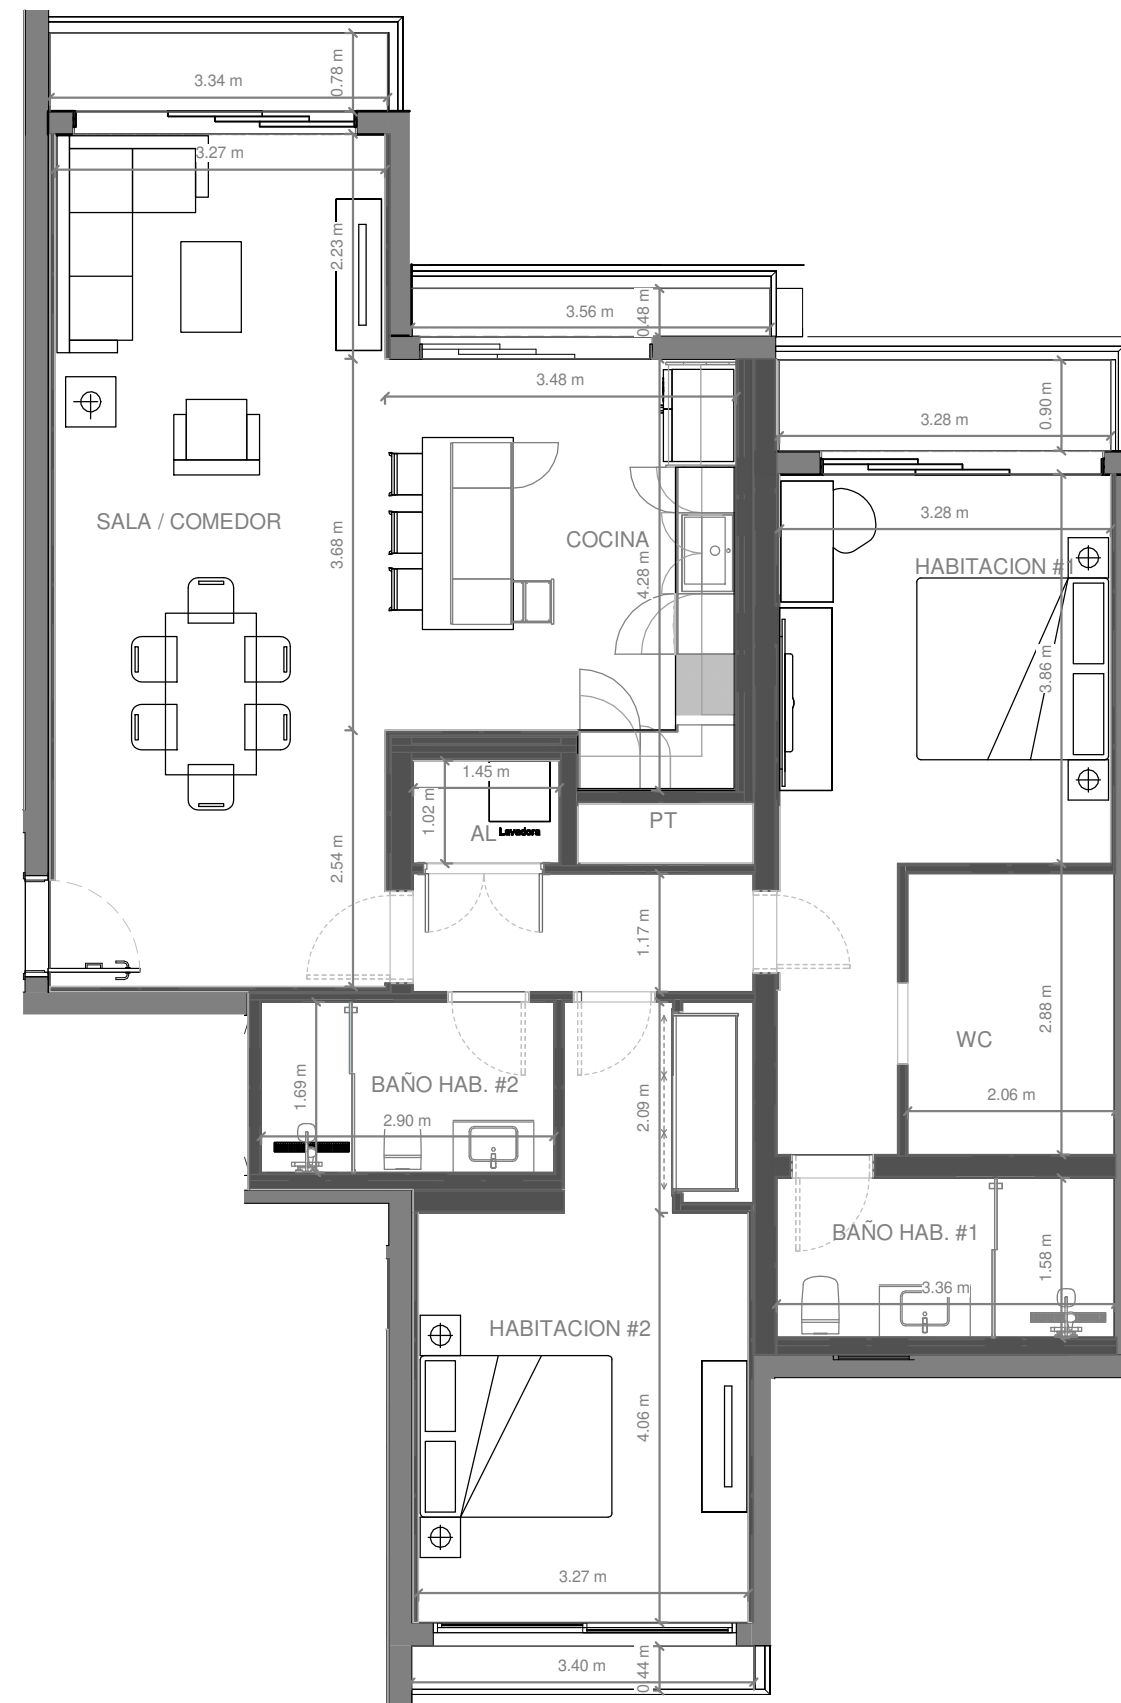 0.78 m
3.34 m
3.27 m
2.23 m
3.56 m
0.48 m
3.48 m
0.90 m
3.28 m
3.28 m
SALA / COMEDOR
3.68 m
COCINA
4.28 m
HABITACION #1
3.86 m
1.45 m
1.02 m
AL
Lavadora
PT
2.54 m
1.17 m
2.88 m
WC
2.06 m
1.69 m
BAÑO HAB. #2
2.90 m
2.09 m
BAÑO HAB. #1
1.58 m
3.36 m
HABITACION #2
4.06 m
3.27 m
3.40 m
0.44 m